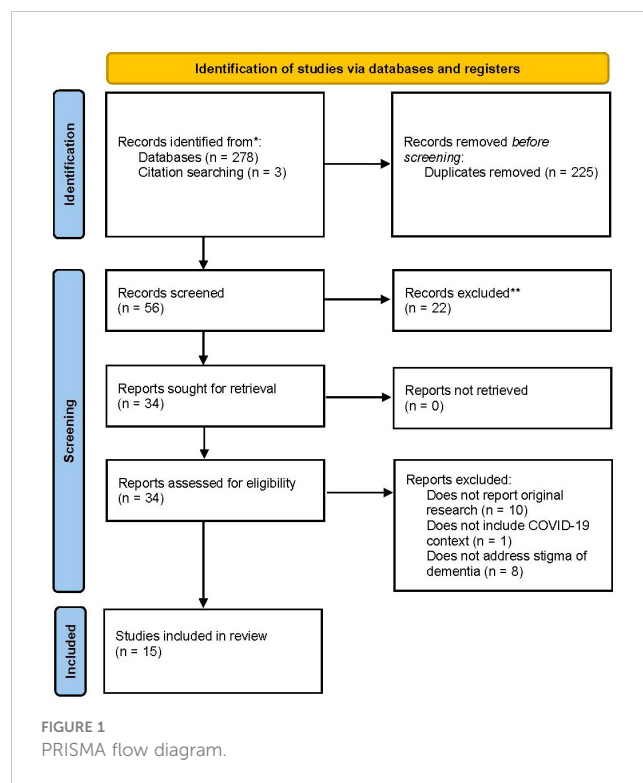 Identification of studies via databases and registers
Identification
Records identified from*:
Databases (n = 278)
Citation searching (n = 3)
Records removed before
screening:
Duplicates removed (n = 225)
Screening
Records screened
(n = 56)
Records excluded**
(n = 22)
Reports sought for retrieval
(n = 34)
Reports not retrieved
(n = 0)
Reports assessed for eligibility
(n = 34)
Reports excluded:
Does not report original
research (n = 10)
Does not include COVID-19
context (n = 1)
Does not address stigma of
dementia (n = 8)
Included
Studies included in review
(n = 15)
FIGURE 1
PRISMA flow diagram.